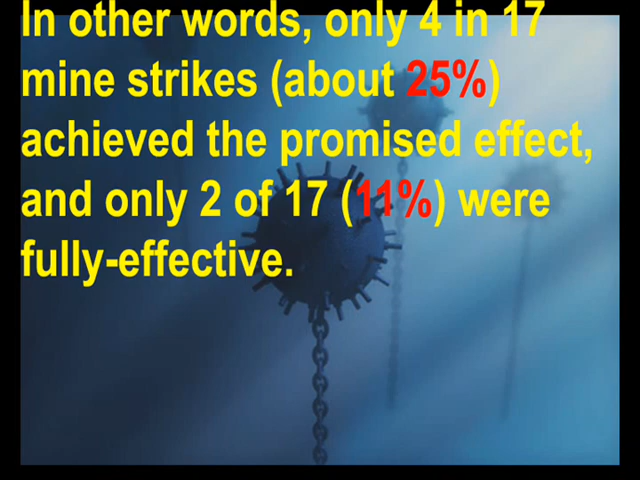 In other words, only 4 in 17
mine strikes (about 25%)
achieved the promised effect,
and only 2 of 17 (11%) were
fully-effective.